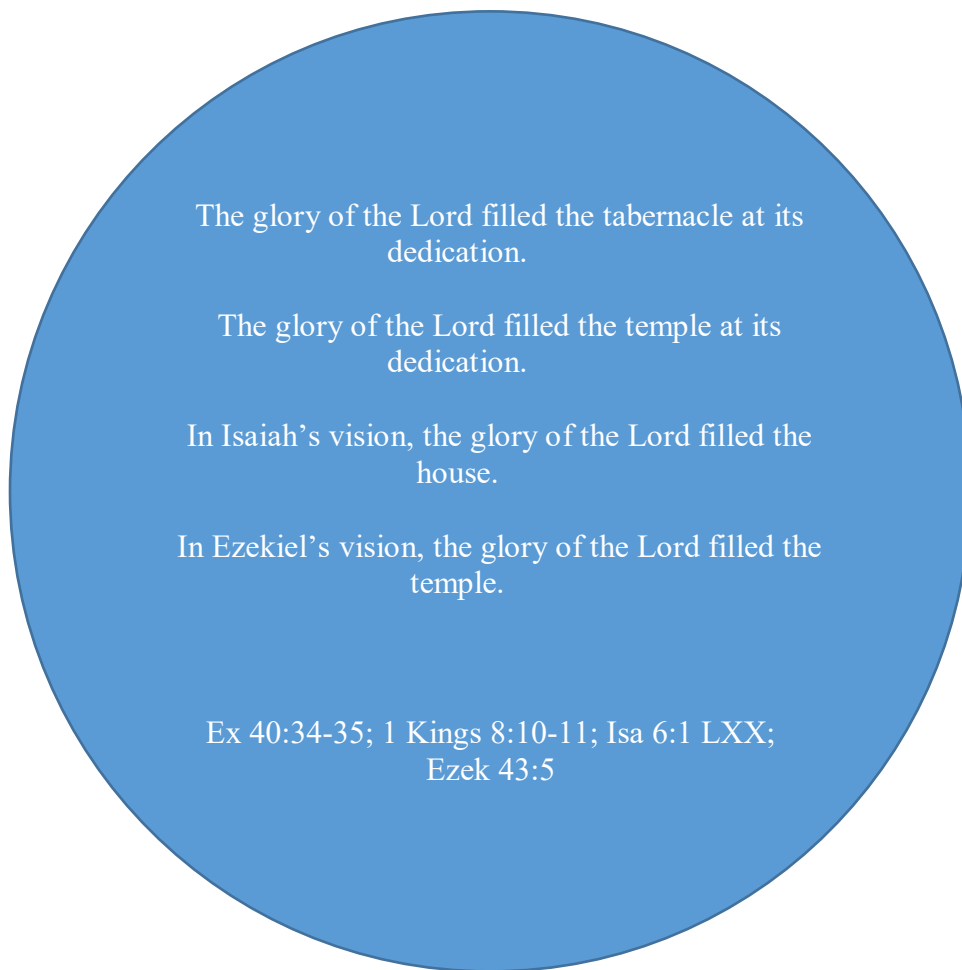 The glory of the Lord filled the tabernacle at its
dedication.
The glory of the Lord filled the temple at its
dedication.
In Isaiah’s vision, the glory of the Lord filled the
house.
In Ezekiel’s vision, the glory of the Lord filled the
temple.
Ex 40:34-35; 1 Kings 8:10-11; Isa 6:1 LXX;
Ezek 43:5